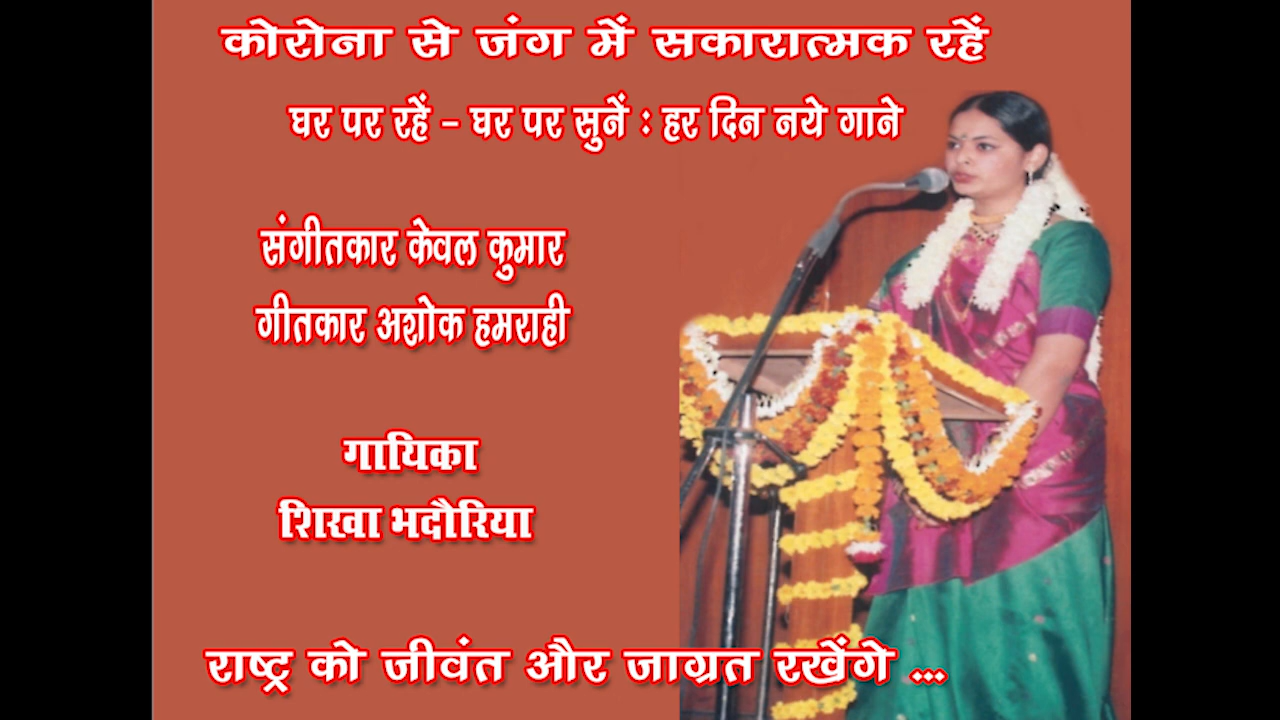 कोरोना से जंग में सकारात्मक रहें
घर पर रहें - घर पर सुनें : हर दिन नये गाने
संगीतकार केवल कुमार
गीतकार अशोक हमराही
गायिका
शिखा भदौरिया
राष्ट्र को जीवंत और जाग्रत रखेंगे ...